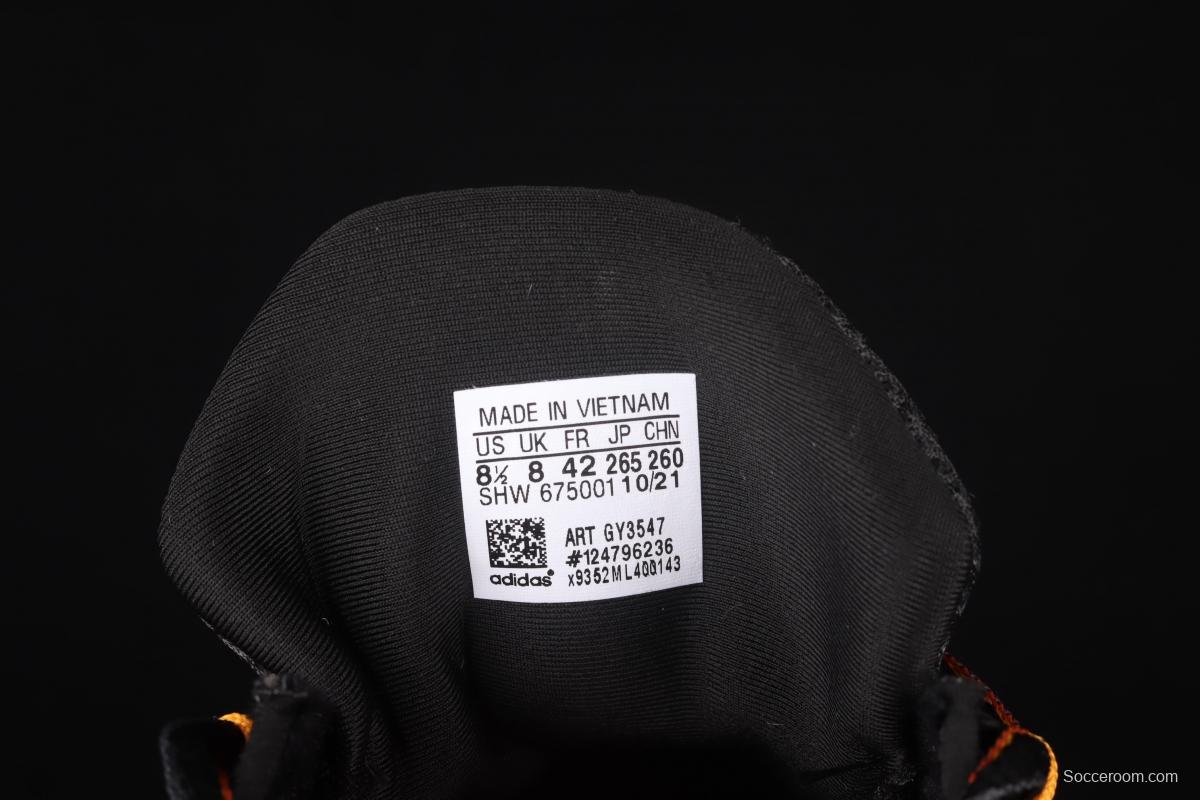 MADE IN VIETNAM
US UK FR JP CHN
8½ 8 42 265 260
SHW 675001 10/21
ART GY3547
#124796236
x9352ML400143
adidas
Socceroom.com